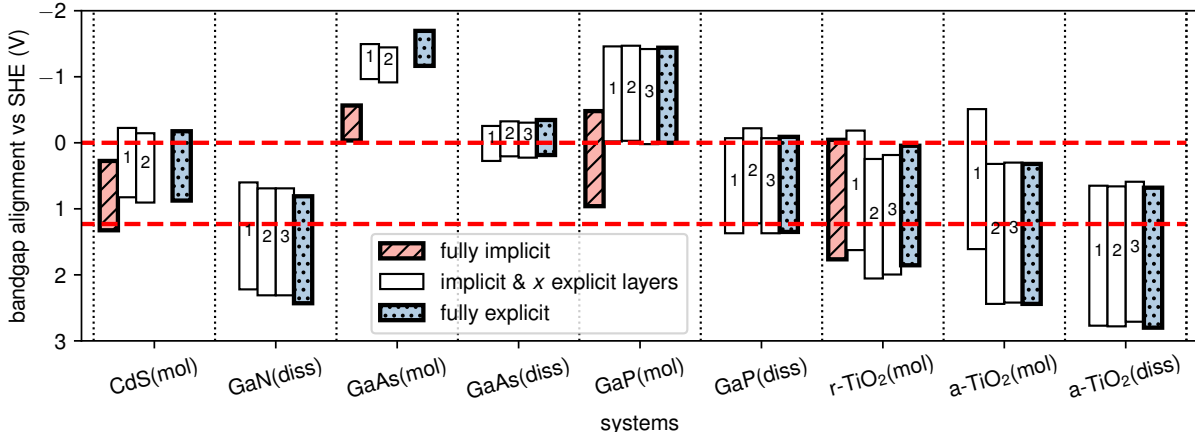 bandgap alignment vs SHE (V)
−2
−1
0
1
2
3
1
2
1
2
3
1
2
1
2
3
1
2
3
1
2
3
1
2
3
1
2
3
1
2
3
fully implicit
implicit & x explicit layers
fully explicit
CdS(mol)
GaN(diss)
GaAs(mol)
GaAs(diss)
GaP(mol)
GaP(diss)
r-TiO₂(mol)
a-TiO₂(mol)
a-TiO₂(diss)
systems